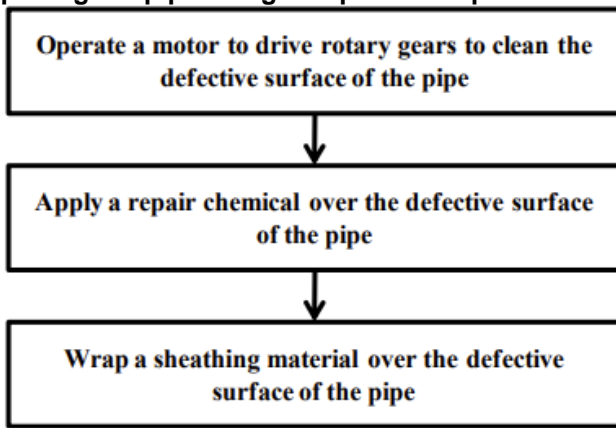 Operate a motor to drive rotary gears to clean the
defective surface of the pipe
Apply a repair chemical over the defective surface
of the pipe
Wrap a sheathing material over the defective
surface of the pipe